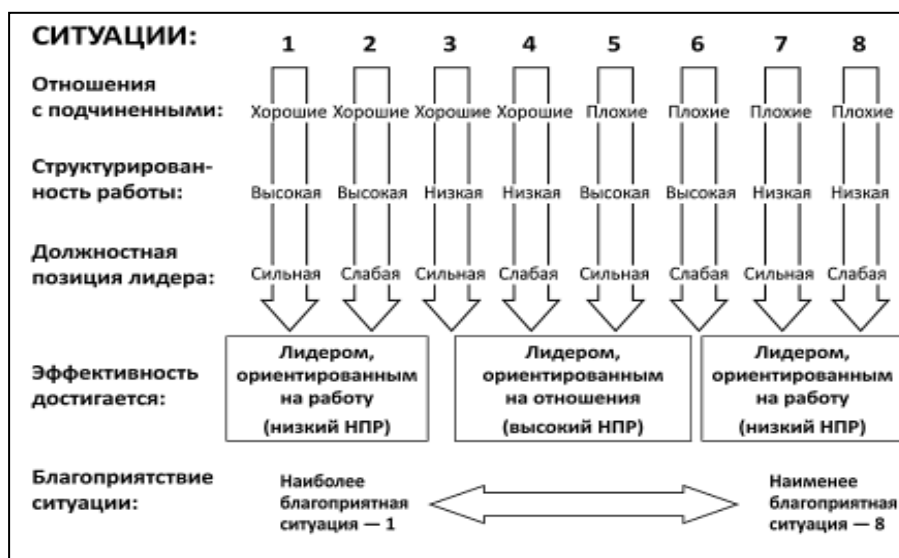 СИТУАЦИИ: 1 2 3 4 5 6 7 8
Отношения
с подчиненными: Хорошие Хорошие Хорошие Хорошие Плохие Плохие Плохие Плохие
Структурирован-
ность работы: Высокая Высокая Низкая Низкая Высокая Высокая Низкая Низкая
Должностная
позиция лидера: Сильная Слабая Сильная Слабая Сильная Слабая Сильная Слабая
Эффективность
достигается:
Лидером,
ориентированным
на работу
(низкий НПР)
Лидером,
ориентированным
на отношения
(высокий НПР)
Лидером,
ориентированным
на работу
(низкий НПР)
Благоприятствие
ситуации:
Наиболее
благоприятная
ситуация — 1
Наименее
благоприятная
ситуация — 8